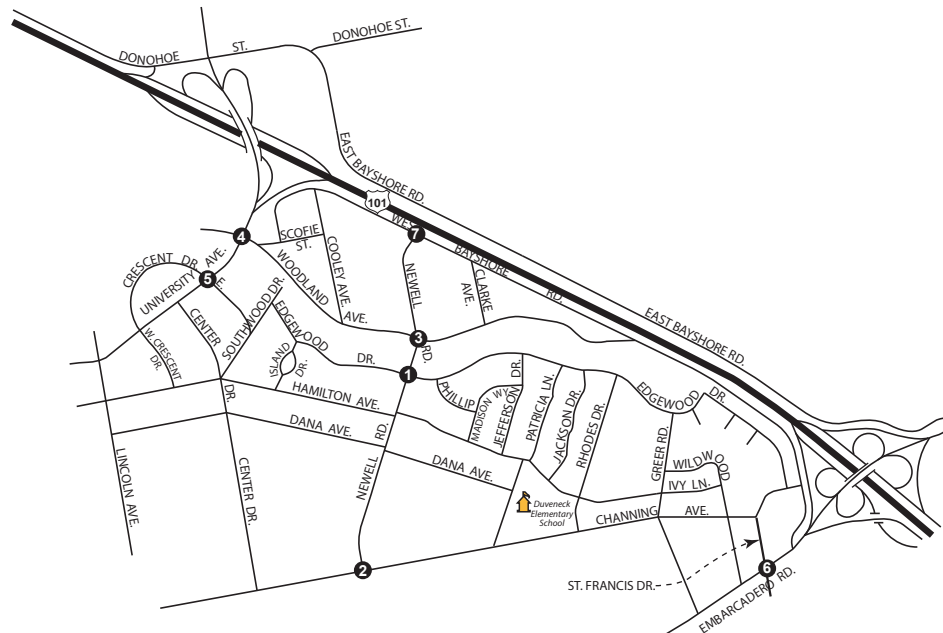 DONOHOE ST.
DONOHOE ST.
EAST BAYSHORE RD.
101
WEST BAYSHORE RD.
7
4
SCOFIE
ST.
COOLEY AVE.
WOODLAND AVE.
NEWELL RD.
CLARKE
AVE.
CRESCENT DR.
E
UNIVERSITY AVE.
5
SOUTHWOOD DR.
EDGEWOOD DR.
CENTER DR.
W. CRESCENT
DR.
ISLAND
DR.
3
1
EAST BAYSHORE RD.
HAMILTON AVE.
PHILLIP
MADISON WY
JEFFERSON DR.
PATRICIA LN.
JACKSON DR.
RHODES DR.
EDGEWOOD DR.
GREER RD.
WILDWOOD
IVY LN.
DANA AVE.
DANA AVE.
LINCOLN AVE.
CENTER DR.
NEWELL RD.
Duveneck
Elementary
School
CHANNING AVE.
2
6
ST. FRANCIS DR.
EMBARCADERO RD.